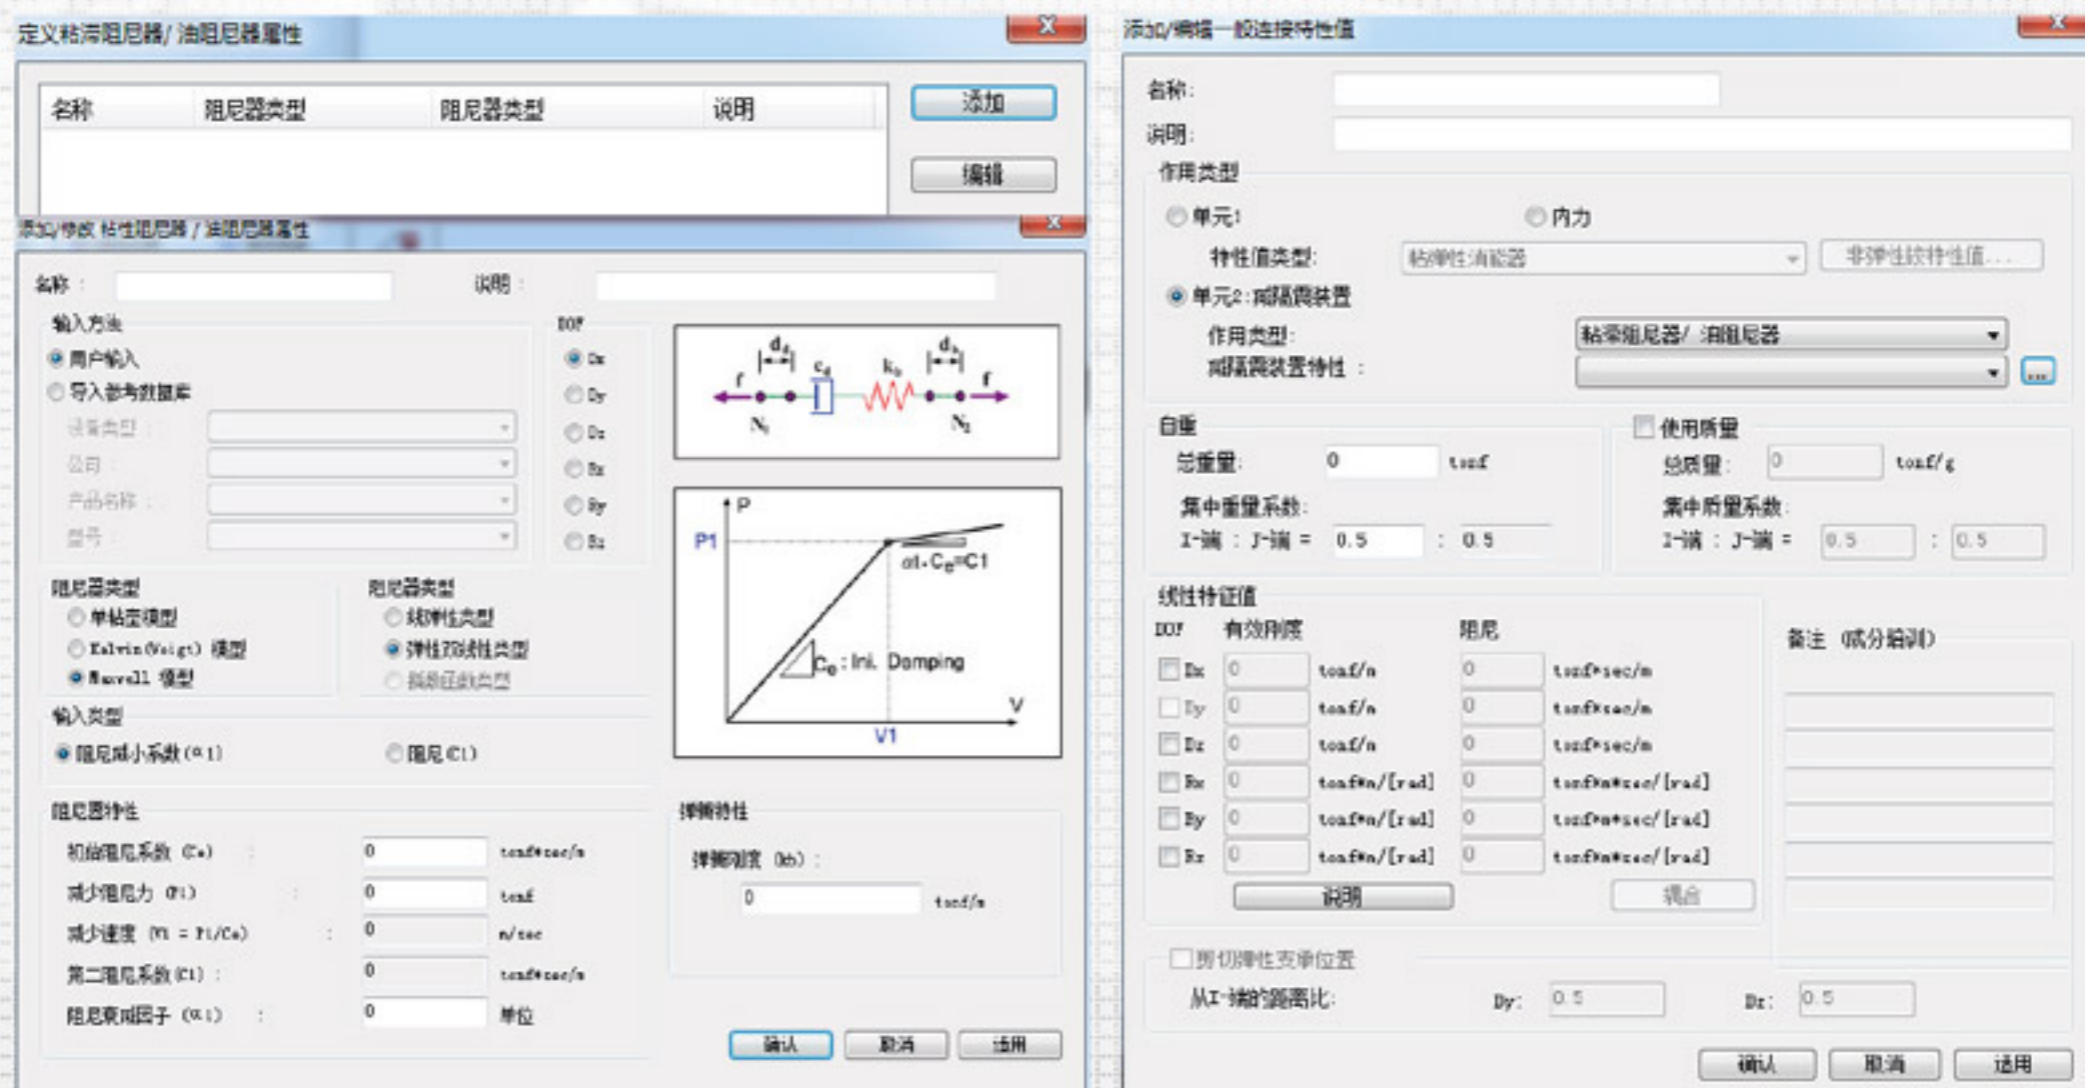 定义粘滞阻尼器/ 油阻尼器属性
名称 阻尼器类型 阻尼器类型 说明
添加
编辑
添加/修改 粘性阻尼器 / 油阻尼器属性
名称 : 说明 :
输入方法
用户输入
导入参考数据库
设备类型 :
公司 :
产品名称 :
型号 :
DOF
Dx
Dy
Dz
Rx
Ry
Rz
f dd cd kb db f
N1 N2
P
P1
α1·Ce=C1
Ce : Ini. Damping
V
V1
阻尼器类型
单粘壶模型
Kelvin(Voigt) 模型
Maxwell 模型
阻尼器类型
线弹性类型
弹性双线性类型
指数函数类型
输入类型
阻尼减小系数(α1) 阻尼(C1)
阻尼器特性
初始阻尼系数 (Ce) : 0 tonf*sec/m
减少阻尼力 (P1) : 0 tonf
减少速度 (V1 = P1/Ce) : 0 m/sec
第二阻尼系数(C1) : 0 tonf*sec/m
阻尼衰减因子 (α1) : 0 单位
弹簧特性
弹簧刚度 (kb) :
0 tonf/m
确认 取消 适用
添加/编辑一般连接特性值
名称:
说明:
作用类型
单元1 内力
特性值类型: 粘弹性消能器 非弹性铰特性值...
单元2:减隔震装置
作用类型: 粘滞阻尼器/ 油阻尼器
减隔震装置特性 : ...
自重
总重量: 0 tonf
集中重量系数:
I-端 : J-端 = 0.5 : 0.5
使用质量
总质量: 0 tonf/g
集中质量系数:
I-端 : J-端 = 0.5 : 0.5
线性特征值
DOF 有效刚度 阻尼
Dx 0 tonf/m 0 tonf*sec/m
Dy 0 tonf/m 0 tonf*sec/m
Dz 0 tonf/m 0 tonf*sec/m
Rx 0 tonf*m/[rad] 0 tonf*m*sec/[rad]
Ry 0 tonf*m/[rad] 0 tonf*m*sec/[rad]
Rz 0 tonf*m/[rad] 0 tonf*m*sec/[rad]
说明 耦合
备注
剪切弹性支承位置
从I-端的距离比: Dy: 0.5 Dz: 0.5
确认 取消 适用